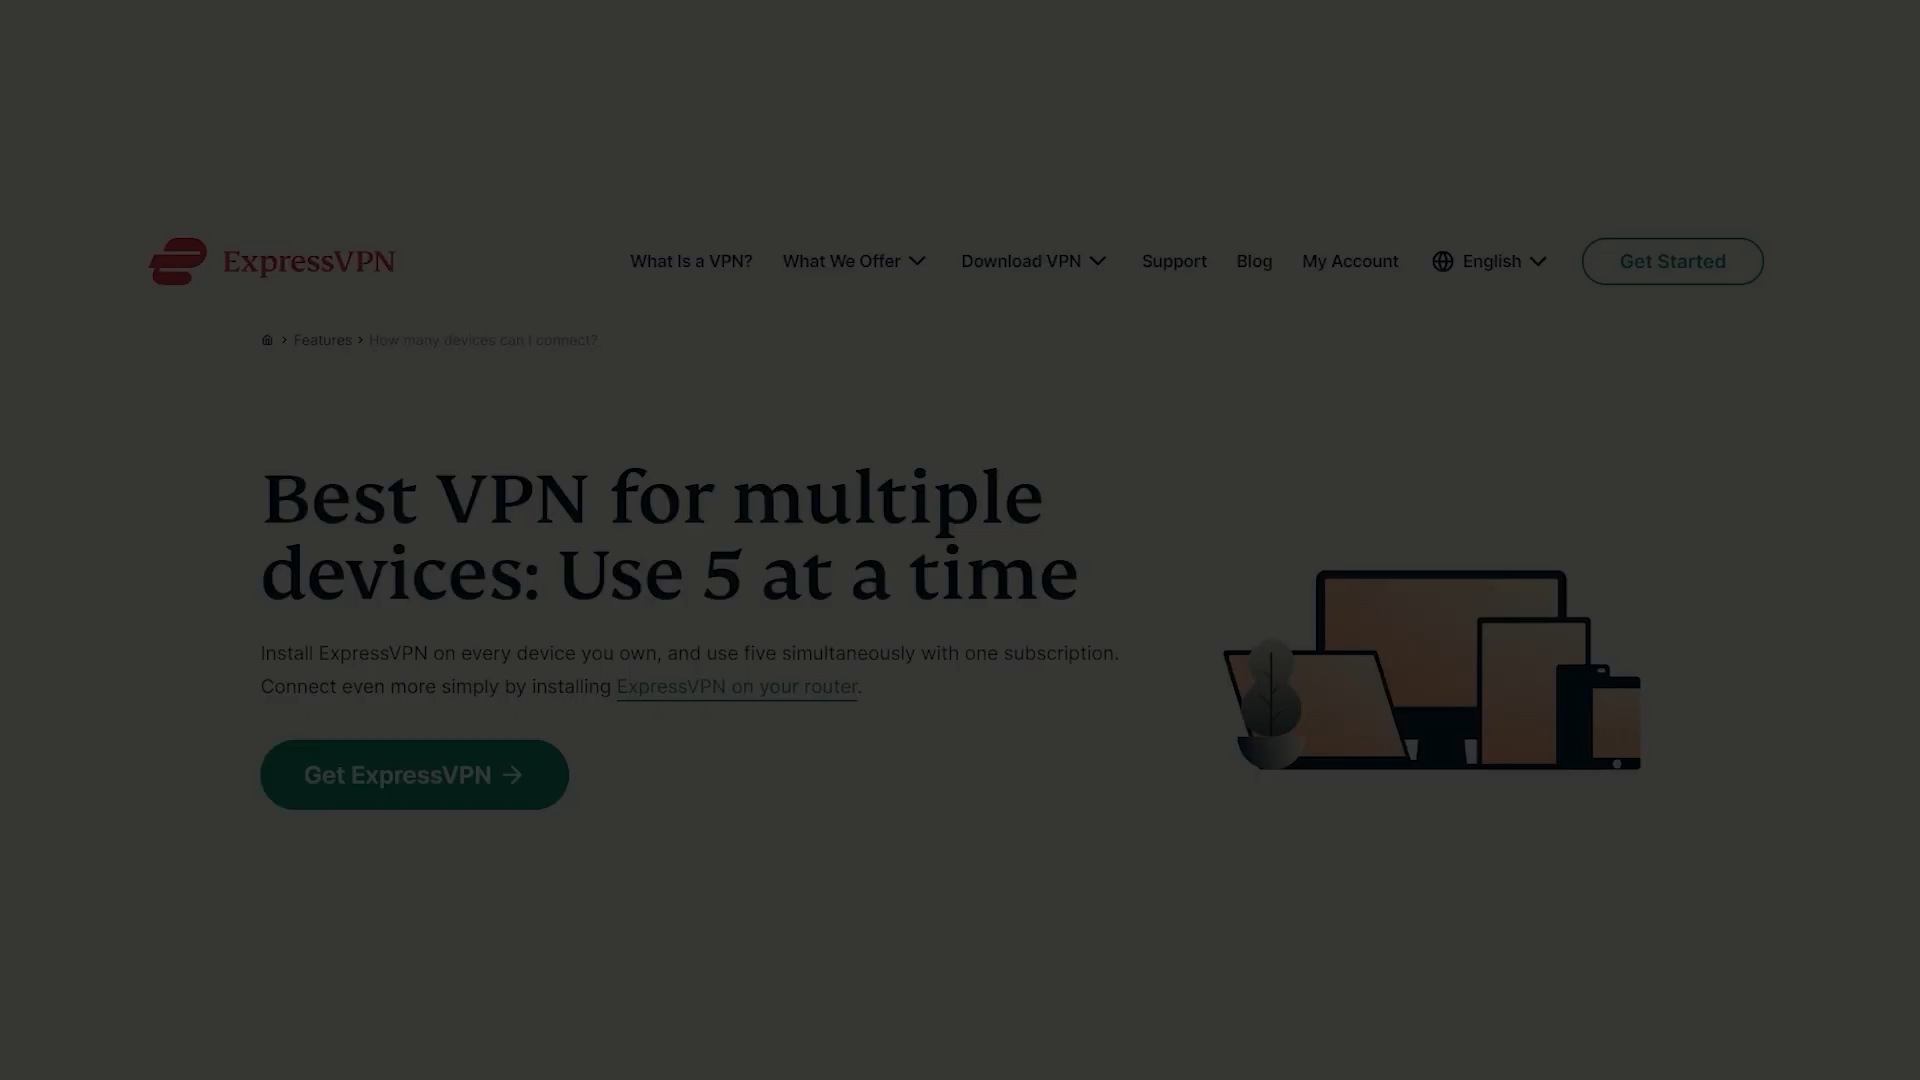 ExpressVPN
What Is a VPN? What We Offer Download VPN Support Blog My Account English Get Started
Features > How many devices can I connect?
Best VPN for multiple
devices: Use 5 at a time
Install ExpressVPN on every device you own, and use five simultaneously with one subscription.
Connect even more simply by installing ExpressVPN on your router.
Get ExpressVPN →